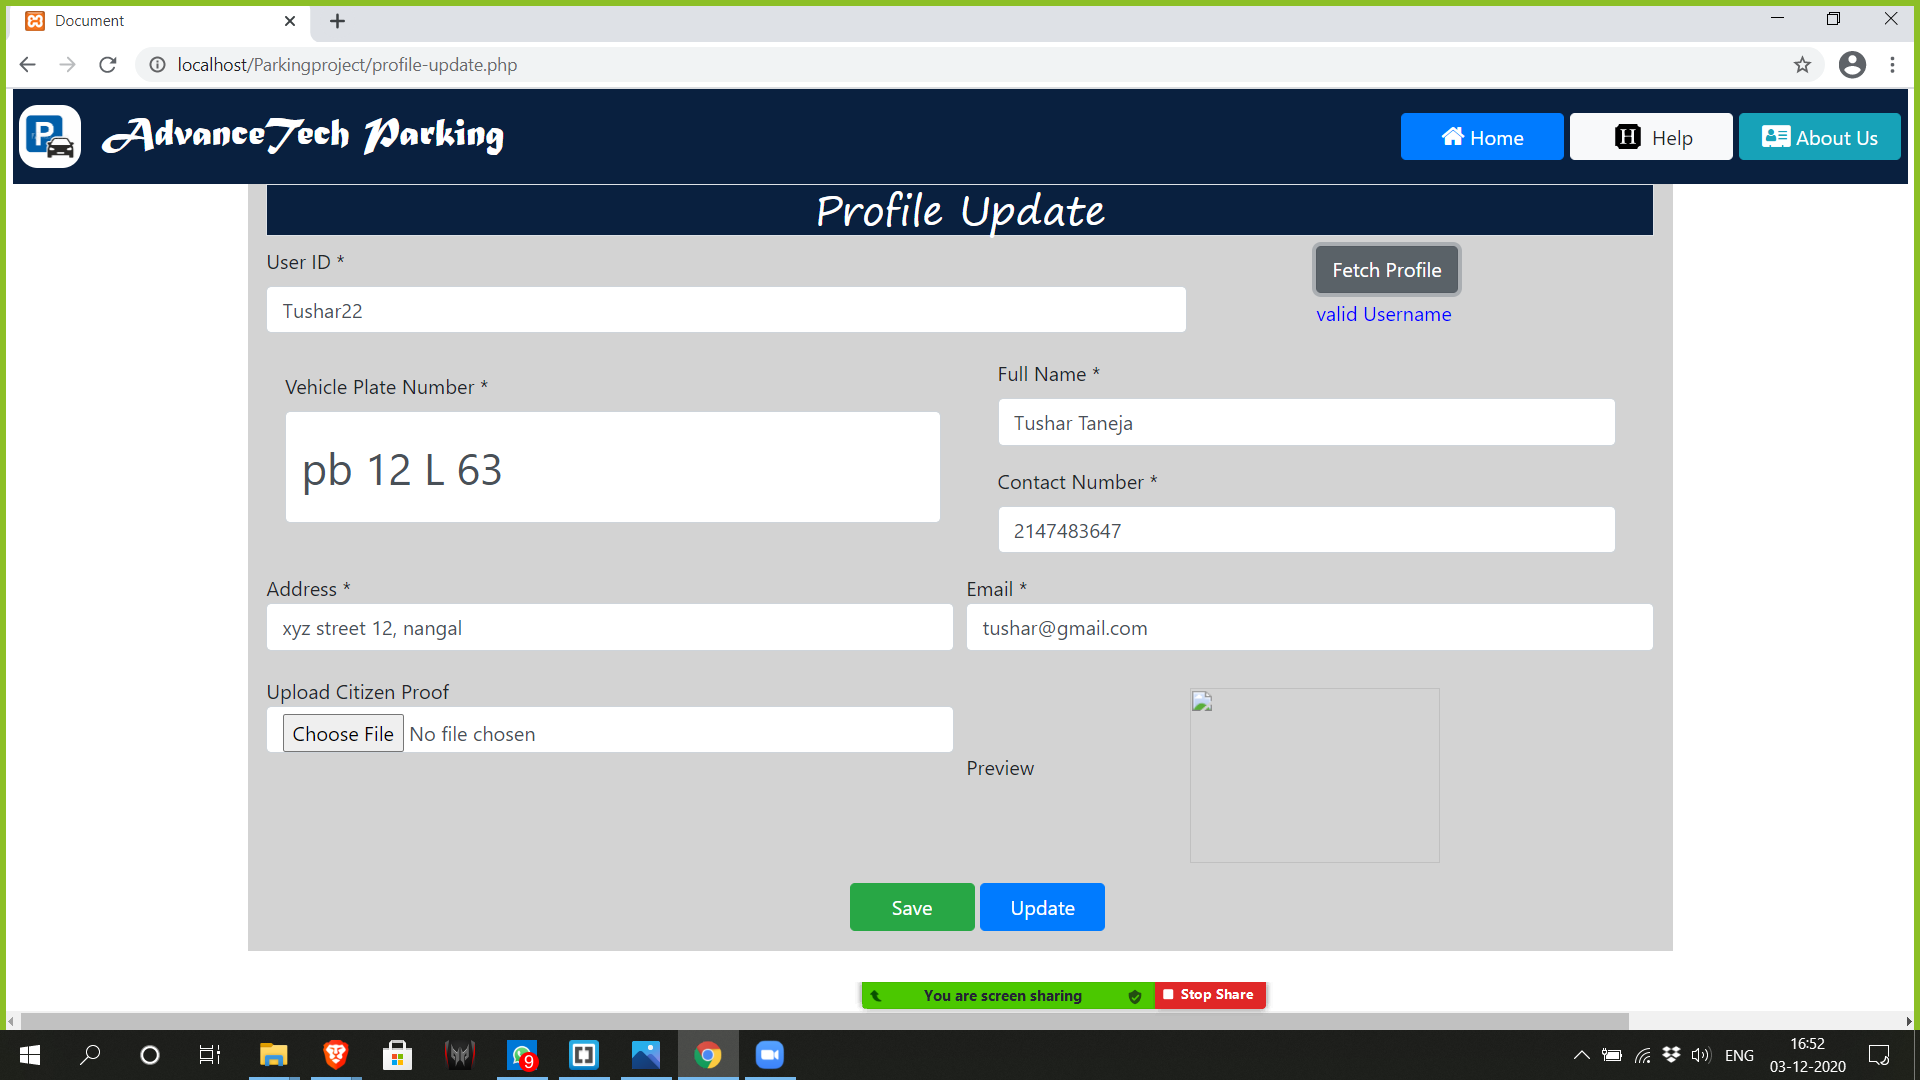 Document
localhost/Parkingproject/profile-update.php
P
AdvanceTech Parking
Home
H Help
About Us
Profile Update
User ID *
Fetch Profile
Tushar22
valid Username
Vehicle Plate Number *
Full Name *
pb 12 L 63
Tushar Taneja
Contact Number *
2147483647
Address *
Email *
xyz street 12, nangal
tushar@gmail.com
Upload Citizen Proof
Choose File No file chosen
Preview
Save
Update
You are screen sharing
Stop Share
9
ENG
16:52
03-12-2020